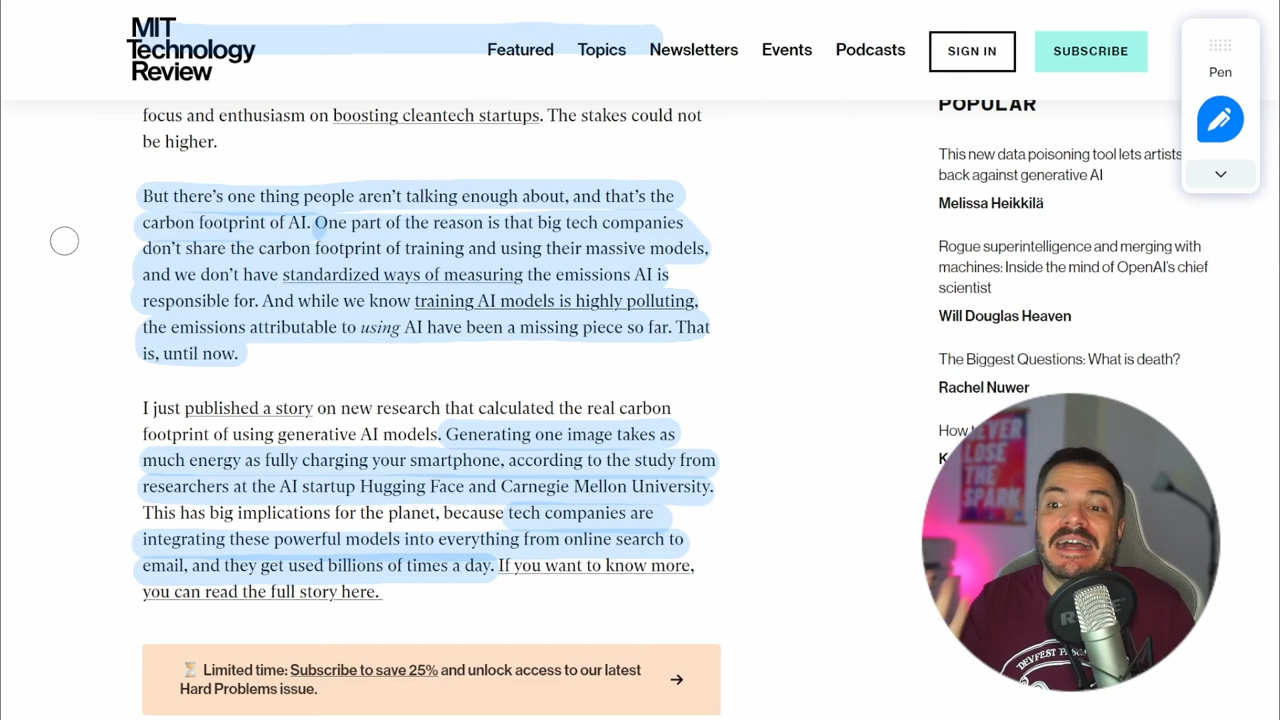 MIT
Technology
Review
Featured
Topics
Newsletters
Events
Podcasts
SIGN IN
SUBSCRIBE
Pen
focus and enthusiasm on boosting cleantech startups. The stakes could not
be higher.
But there’s one thing people aren’t talking enough about, and that’s the
carbon footprint of AI. One part of the reason is that big tech companies
don’t share the carbon footprint of training and using their massive models,
and we don’t have standardized ways of measuring the emissions AI is
responsible for. And while we know training AI models is highly polluting,
the emissions attributable to using AI have been a missing piece so far. That
is, until now.
I just published a story on new research that calculated the real carbon
footprint of using generative AI models. Generating one image takes as
much energy as fully charging your smartphone, according to the study from
researchers at the AI startup Hugging Face and Carnegie Mellon University.
This has big implications for the planet, because tech companies are
integrating these powerful models into everything from online search to
email, and they get used billions of times a day. If you want to know more,
you can read the full story here.
Limited time: Subscribe to save 25% and unlock access to our latest
Hard Problems issue.
POPULAR
This new data poisoning tool lets artists
back against generative AI
Melissa Heikkilä
Rogue superintelligence and merging with
machines: Inside the mind of OpenAI’s chief
scientist
Will Douglas Heaven
The Biggest Questions: What is death?
Rachel Nuwer
How
K
LOSE
THE
SPARK
DEVFEST